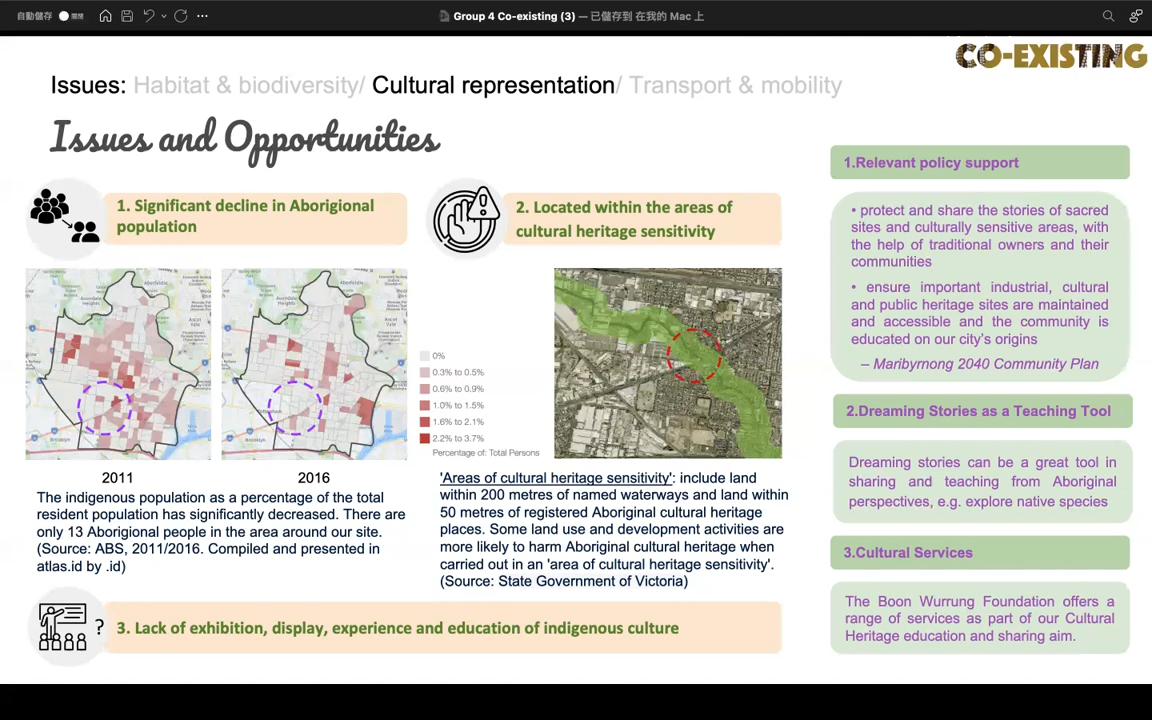 自動儲存
關閉
Group 4 Co-existing (3) — 已儲存到 在我的 Mac 上
CO-EXISTING
Issues: Habitat & biodiversity/ Cultural representation/ Transport & mobility
Issues and Opportunities
1. Significant decline in Aborigional
population
2. Located within the areas of
cultural heritage sensitivity
0%
0.3% to 0.5%
0.6% to 0.9%
1.0% to 1.5%
1.6% to 2.1%
2.2% to 3.7%
Percentage of: Total Persons
2011
2016
The indigenous population as a percentage of the total
resident population has significantly decreased. There are
only 13 Aboriginal people in the area around our site.
(Source: ABS, 2011/2016. Compiled and presented in
atlas.id by .id)
'Areas of cultural heritage sensitivity': include land
within 200 metres of named waterways and land within
50 metres of registered Aboriginal cultural heritage
places. Some land use and development activities are
more likely to harm Aboriginal cultural heritage when
carried out in an 'area of cultural heritage sensitivity'.
(Source: State Government of Victoria)
?
3. Lack of exhibition, display, experience and education of indigenous culture
1.Relevant policy support
• protect and share the stories of sacred
sites and culturally sensitive areas, with
the help of traditional owners and their
communities
• ensure important industrial, cultural
and public heritage sites are maintained
and accessible and the community is
educated on our city's origins
– Maribyrnong 2040 Community Plan
2.Dreaming Stories as a Teaching Tool
Dreaming stories can be a great tool in
sharing and teaching from Aboriginal
perspectives, e.g. explore native species
3.Cultural Services
The Boon Wurrung Foundation offers a
range of services as part of our Cultural
Heritage education and sharing aim.